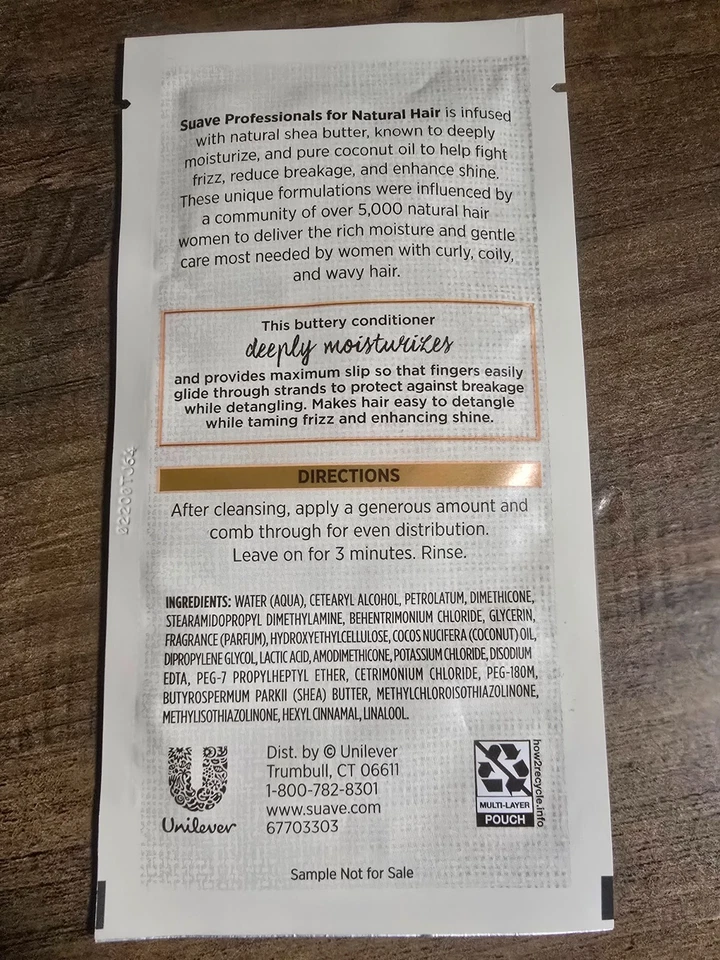 Suave Professionals for Natural Hair is infused
with natural shea butter, known to deeply
moisturize, and pure coconut oil to help fight
frizz, reduce breakage, and enhance shine.
These unique formulations were influenced by
a community of over 5,000 natural hair
women to deliver the rich moisture and gentle
care most needed by women with curly, coily,
and wavy hair.
This buttery conditioner
deeply moisturizes
and provides maximum slip so that fingers easily
glide through strands to protect against breakage
while detangling. Makes hair easy to detangle
while taming frizz and enhancing shine.
DIRECTIONS
After cleansing, apply a generous amount and
comb through for even distribution.
Leave on for 3 minutes. Rinse.
INGREDIENTS: WATER (AQUA), CETEARYL ALCOHOL, PETROLATUM, DIMETHICONE,
STEARAMIDOPROPYL DIMETHYLAMINE, BEHENTRIMONIUM CHLORIDE, GLYCERIN,
FRAGRANCE (PARFUM), HYDROXYETHYLCELLULOSE, COCOS NUCIFERA (COCONUT) OIL,
DIPROPYLENE GLYCOL, LACTIC ACID, AMODIMETHICONE, POTASSIUM CHLORIDE, DISODIUM
EDTA, PEG-7 PROPYLHEPTYL ETHER, CETRIMONIUM CHLORIDE, PEG-180M,
BUTYROSPERMUM PARKII (SHEA) BUTTER, METHYLCHLOROISOTHIAZOLINONE,
METHYLISOTHIAZOLINONE, HEXYL CINNAMAL, LINALOOL.
Unilever
Dist. by © Unilever
Trumbull, CT 06611
1-800-782-8301
www.suave.com
67703303
MULTI-LAYER
POUCH
how2recycle.info
Sample Not for Sale